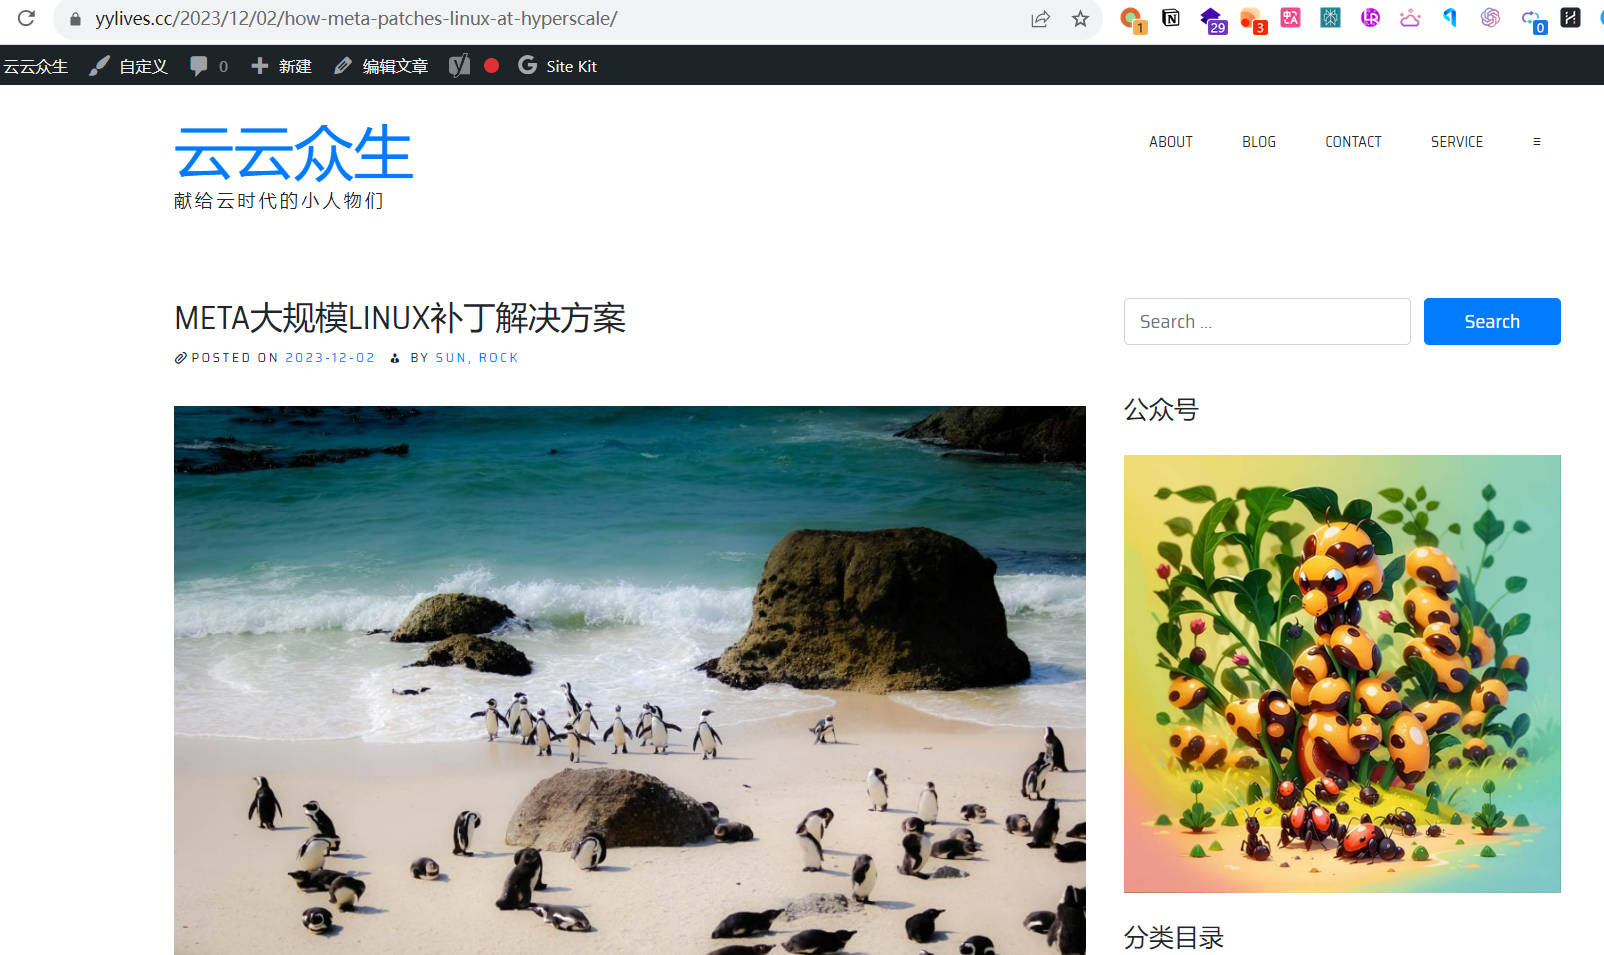 yylives.cc/2023/12/02/how-meta-patches-linux-at-hyperscale/
1
29
3
0
云云众生 自定义 0 新建 编辑文章 Site Kit
云云众生
献给云时代的小人物们
ABOUT BLOG CONTACT SERVICE ≡
META大规模LINUX补丁解决方案
POSTED ON 2023-12-02 BY SUN, ROCK
Search ...
Search
公众号
分类目录